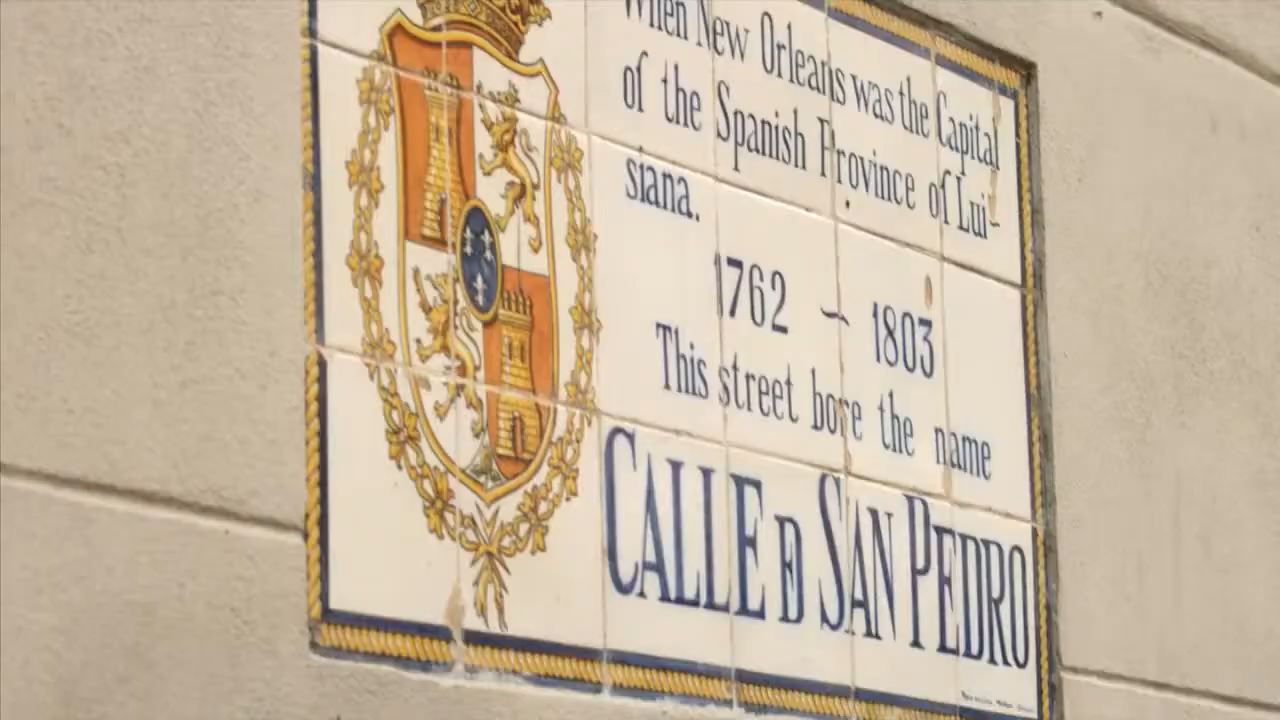 When New Orleans was the Capital
of the Spanish Province of Lui-
siana.
1762 - 1803
This street bore the name
CALLE D SAN PEDRO